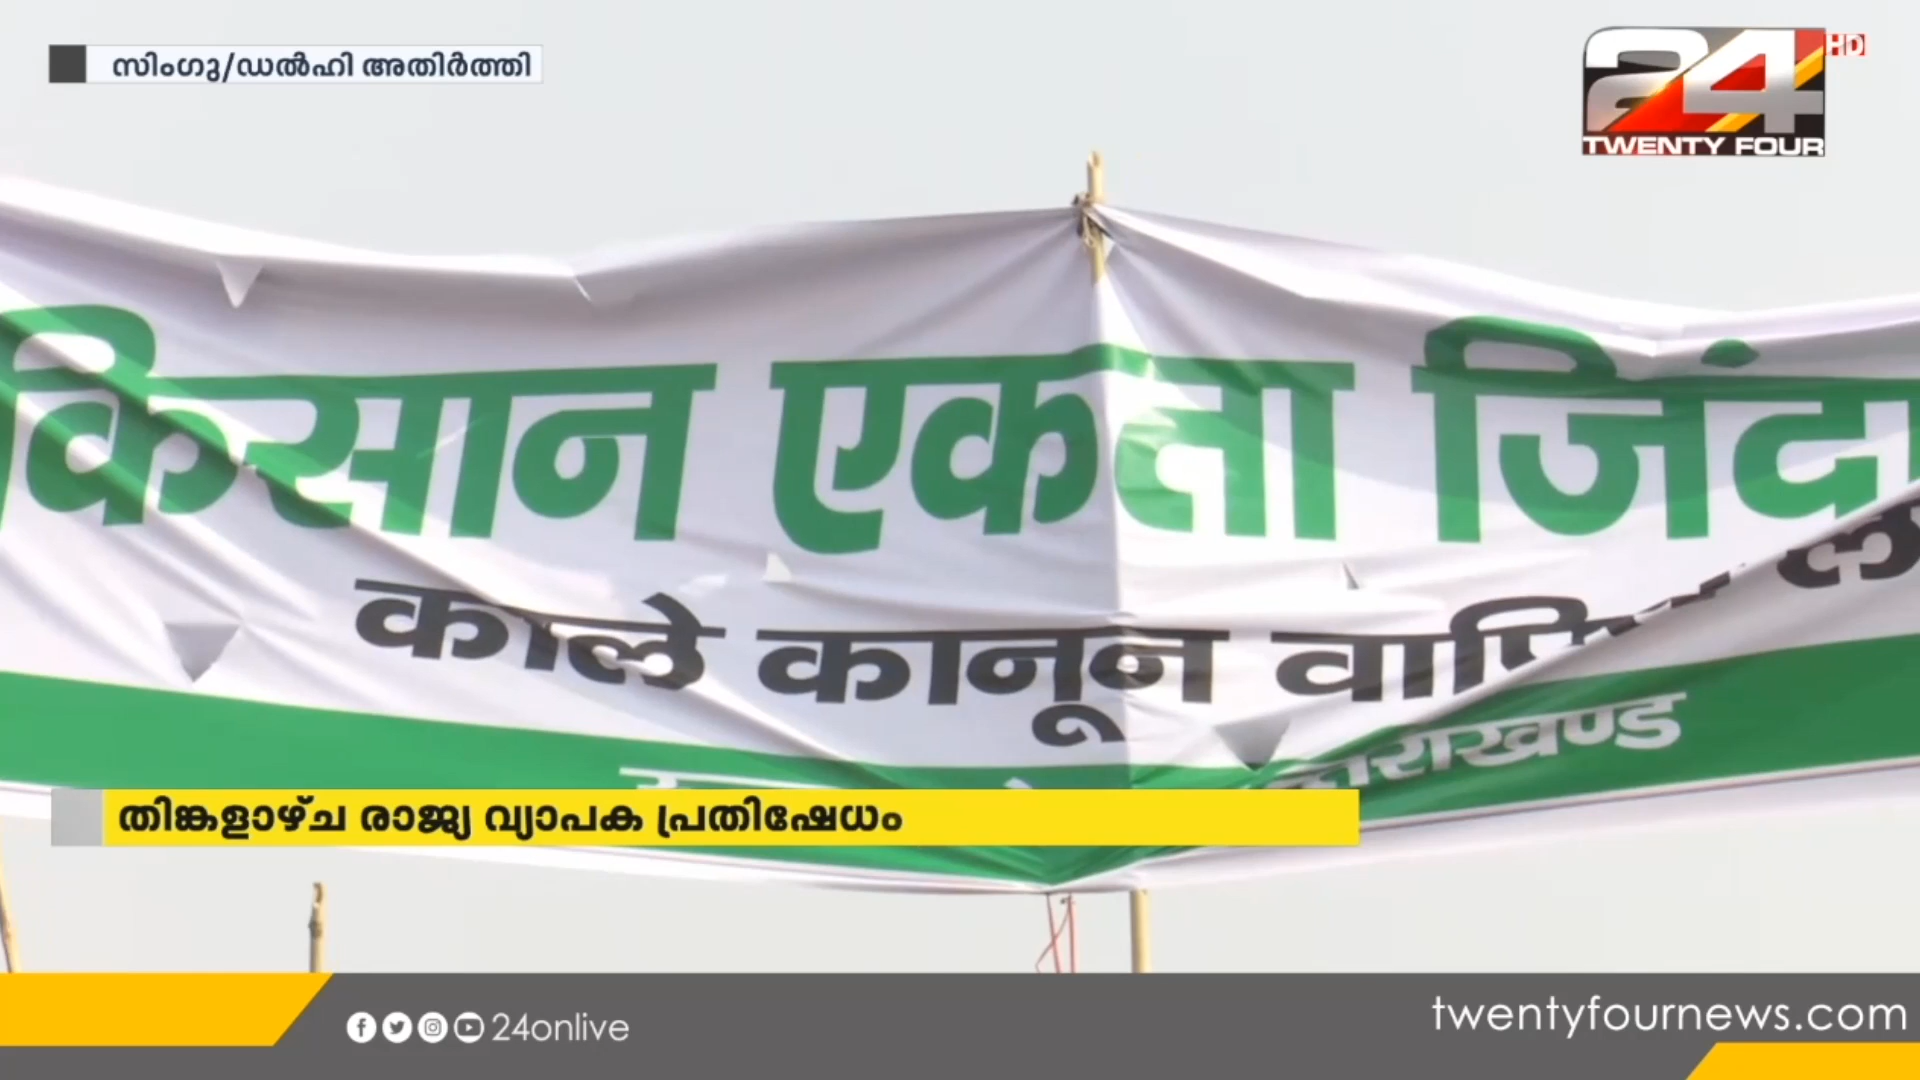 സിംഗു/ഡൽഹി അതിർത്തി
24 HD
TWENTY FOUR
किसान एकता
काले कानून
തിങ്കളാഴ്ച രാജ്യ വ്യാപക പ്രതിഷേധം
24onlive
twentyfournews.com